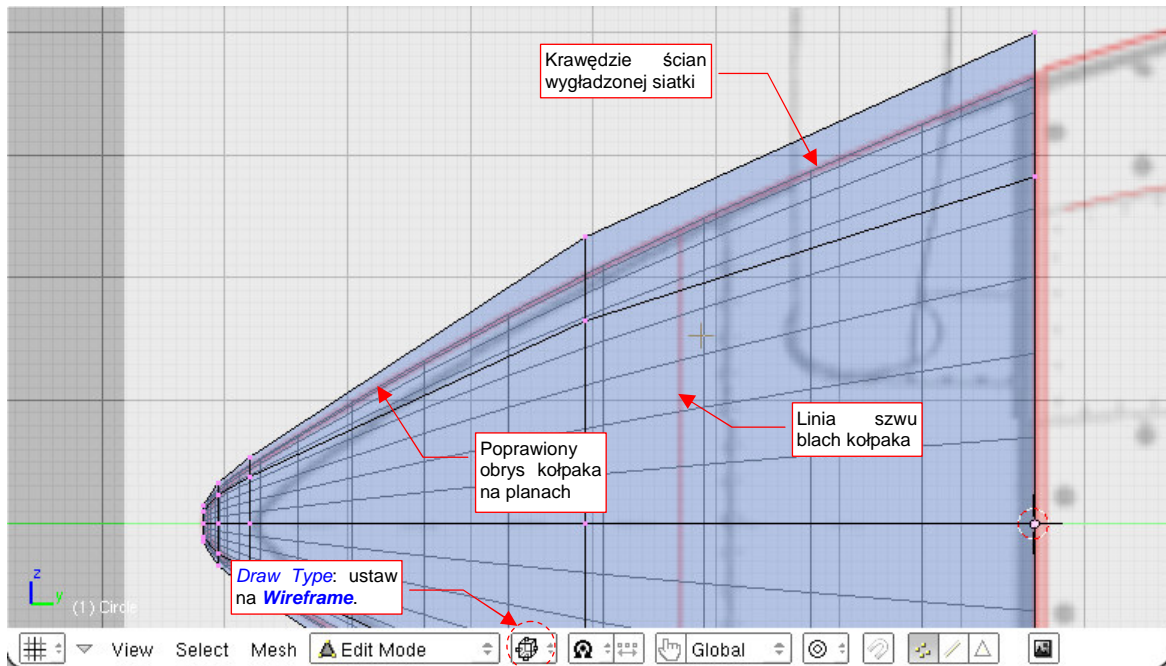 Krawędzie ścian
wygładzonej siatki
Poprawiony
obrys kołpaka
na planach
Linia szwu
blach kołpaka
Draw Type: ustaw
na Wireframe.
z
y
(1) Circle
View Select Mesh Edit Mode Global